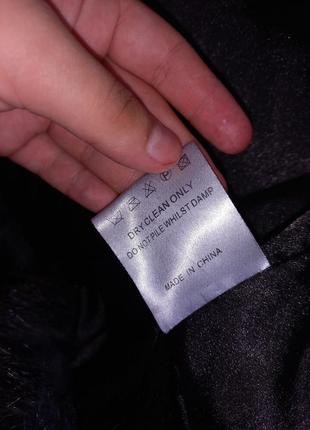 DRY CLEAN ONLY
DO NOT PILE WHILST DAMP
MADE IN CHINA